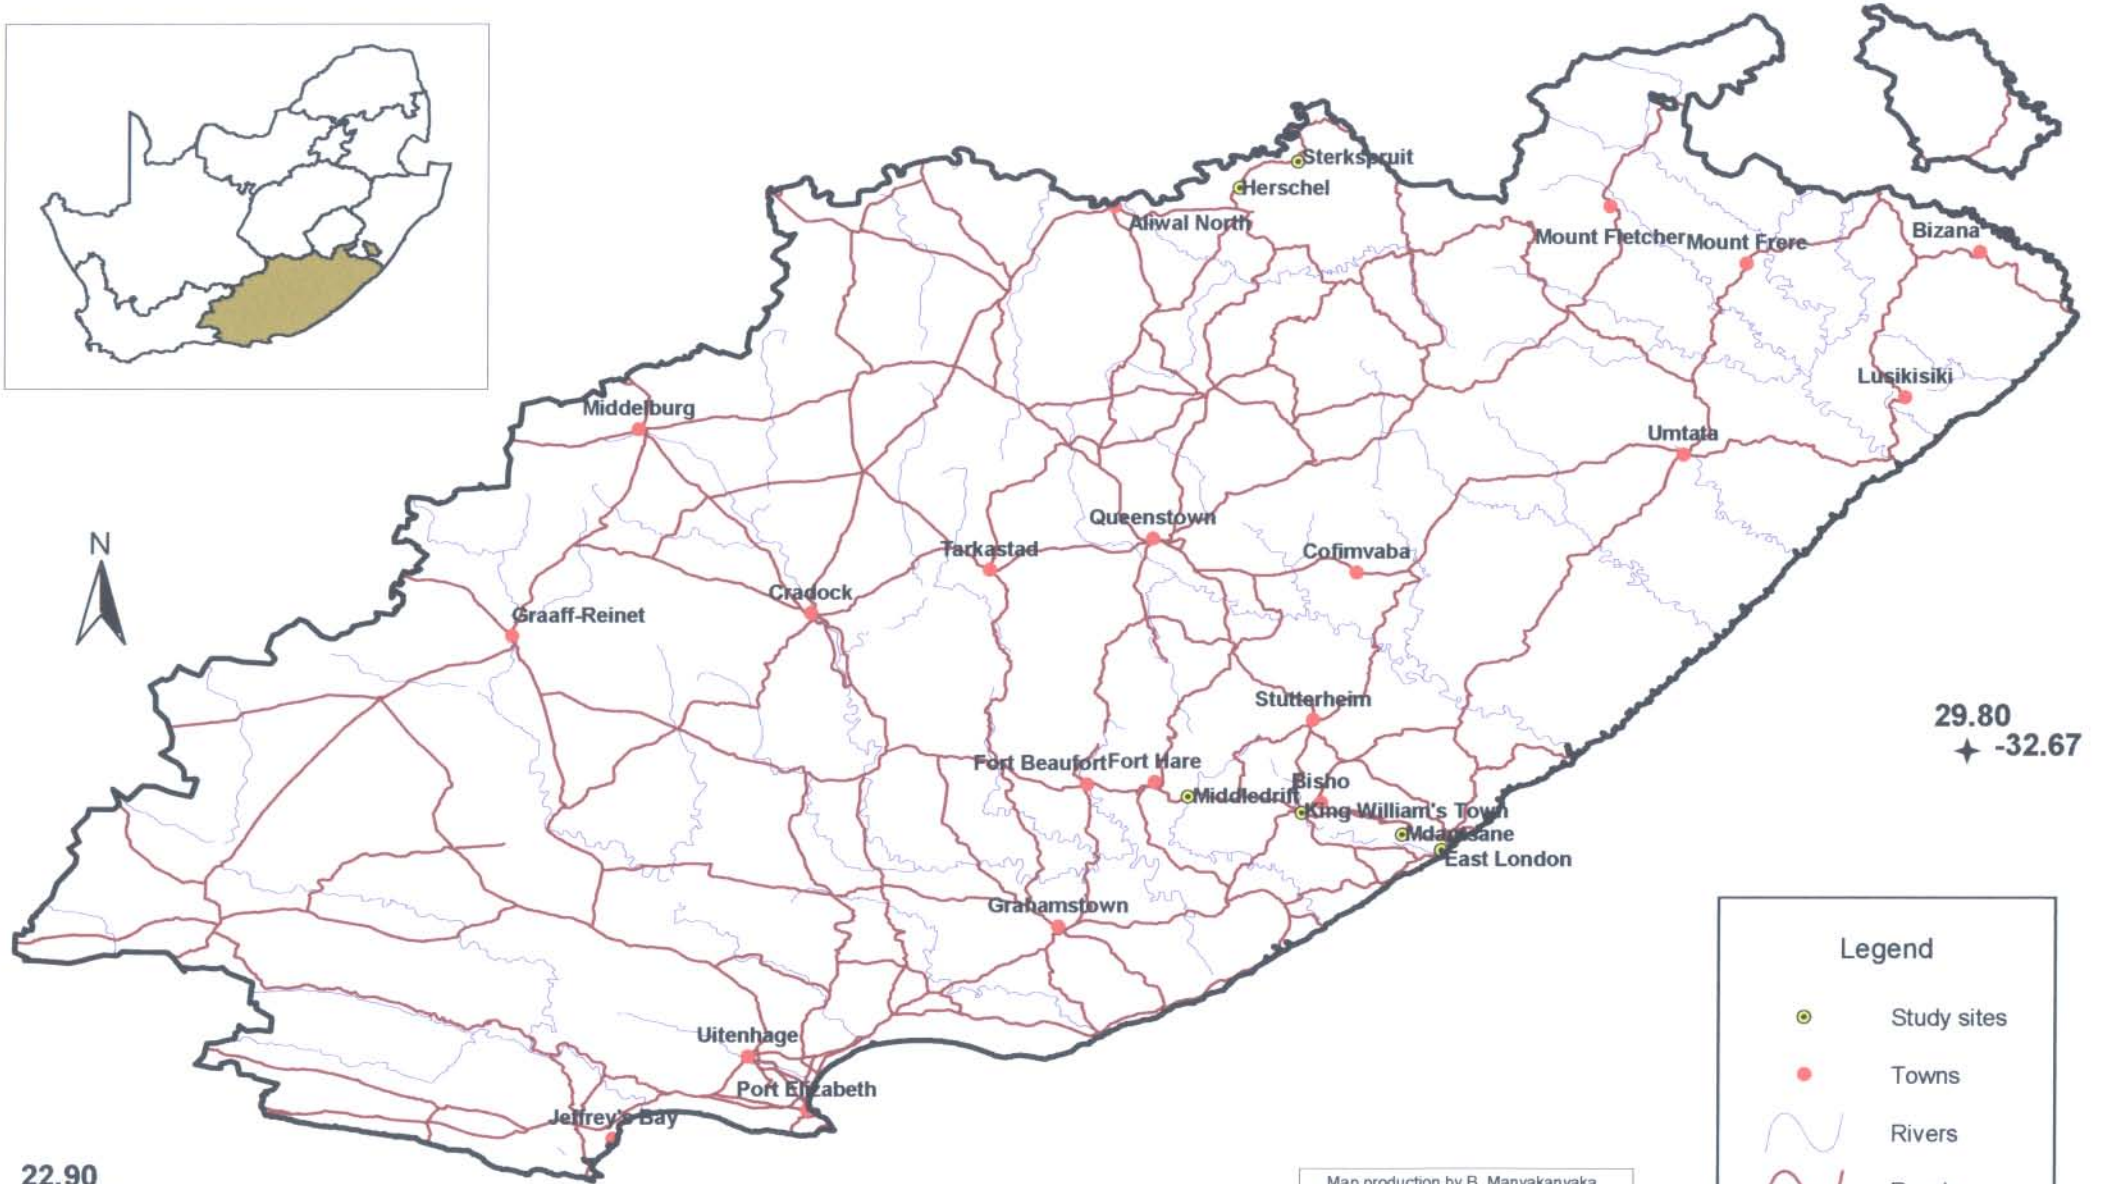 Sterkspruit
Herschel
Aliwal North
Mount Fletcher
Mount Frere
Bizana
Middelburg
Lusikisiki
Umtata
N
Queenstown
Tarkastad
Cofimvaba
Cradock
Graaff-Reinet
Stutterheim
29.80
-32.67
Fort Beaufort
Fort Hare
Bisho
Middledrift
King William's Town
Mdantsane
East London
Grahamstown
Legend
Study sites
Towns
Rivers
Uitenhage
Port Elizabeth
Jeffrey's Bay
22.90
Map production by B. Manyakanyaka